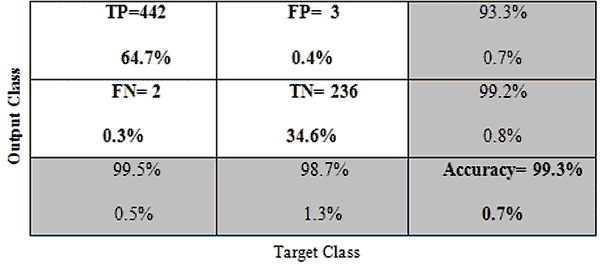 TP=442 FP= 3 93.3%
64.7% 0.4% 0.7%
FN= 2 TN= 236 99.2%
0.3% 34.6% 0.8%
99.5% 98.7% Accuracy= 99.3%
0.5% 1.3% 0.7%
Output Class
Target Class